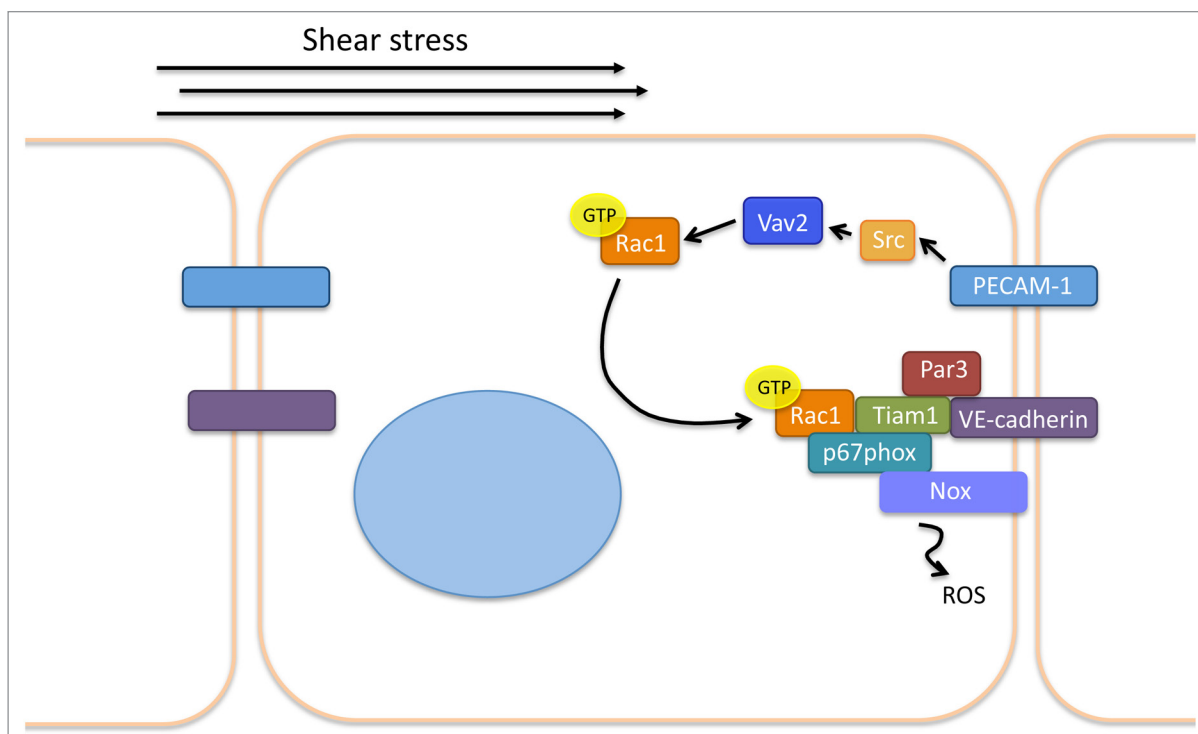 Shear stress
GTP
Rac1
Vav2
Src
PECAM-1
Par3
GTP
Rac1
Tiam1
VE-cadherin
p67phox
Nox
ROS